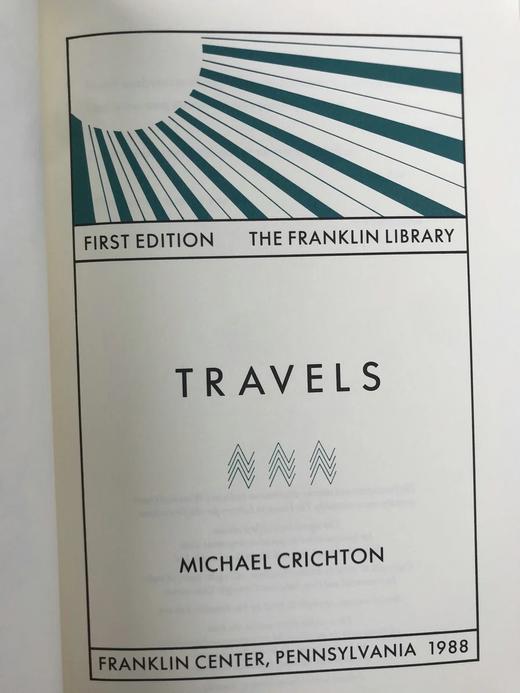 FIRST EDITION THE FRANKLIN LIBRARY
TRAVELS
MICHAEL CRICHTON
FRANKLIN CENTER, PENNSYLVANIA 1988